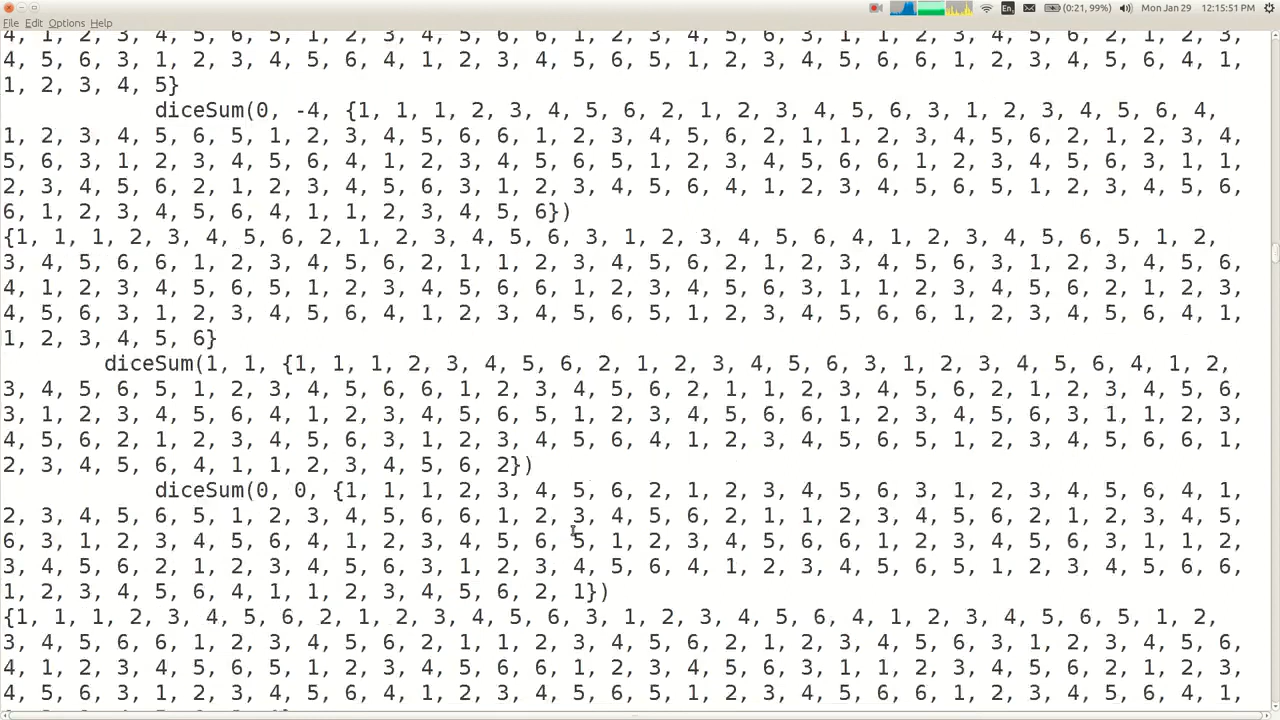 (0:21, 99%) Mon Jan 29 12:15:51 PM
File Edit Options Help
4, 1, 2, 3, 4, 5, 6, 5, 1, 2, 3, 4, 5, 6, 6, 1, 2, 3, 4, 5, 6, 3, 1, 1, 2, 3, 4, 5, 6, 2, 1, 2, 3,
4, 5, 6, 3, 1, 2, 3, 4, 5, 6, 4, 1, 2, 3, 4, 5, 6, 5, 1, 2, 3, 4, 5, 6, 6, 1, 2, 3, 4, 5, 6, 4, 1,
1, 2, 3, 4, 5}
diceSum(0, -4, {1, 1, 1, 2, 3, 4, 5, 6, 2, 1, 2, 3, 4, 5, 6, 3, 1, 2, 3, 4, 5, 6, 4,
1, 2, 3, 4, 5, 6, 5, 1, 2, 3, 4, 5, 6, 6, 1, 2, 3, 4, 5, 6, 2, 1, 1, 2, 3, 4, 5, 6, 2, 1, 2, 3, 4,
5, 6, 3, 1, 2, 3, 4, 5, 6, 4, 1, 2, 3, 4, 5, 6, 5, 1, 2, 3, 4, 5, 6, 6, 1, 2, 3, 4, 5, 6, 3, 1, 1,
2, 3, 4, 5, 6, 2, 1, 2, 3, 4, 5, 6, 3, 1, 2, 3, 4, 5, 6, 4, 1, 2, 3, 4, 5, 6, 5, 1, 2, 3, 4, 5, 6,
6, 1, 2, 3, 4, 5, 6, 4, 1, 1, 2, 3, 4, 5, 6})
{1, 1, 1, 2, 3, 4, 5, 6, 2, 1, 2, 3, 4, 5, 6, 3, 1, 2, 3, 4, 5, 6, 4, 1, 2, 3, 4, 5, 6, 5, 1, 2,
3, 4, 5, 6, 6, 1, 2, 3, 4, 5, 6, 2, 1, 1, 2, 3, 4, 5, 6, 2, 1, 2, 3, 4, 5, 6, 3, 1, 2, 3, 4, 5, 6,
4, 1, 2, 3, 4, 5, 6, 5, 1, 2, 3, 4, 5, 6, 6, 1, 2, 3, 4, 5, 6, 3, 1, 1, 2, 3, 4, 5, 6, 2, 1, 2, 3,
4, 5, 6, 3, 1, 2, 3, 4, 5, 6, 4, 1, 2, 3, 4, 5, 6, 5, 1, 2, 3, 4, 5, 6, 6, 1, 2, 3, 4, 5, 6, 4, 1,
1, 2, 3, 4, 5, 6}
diceSum(1, 1, {1, 1, 1, 2, 3, 4, 5, 6, 2, 1, 2, 3, 4, 5, 6, 3, 1, 2, 3, 4, 5, 6, 4, 1, 2,
3, 4, 5, 6, 5, 1, 2, 3, 4, 5, 6, 6, 1, 2, 3, 4, 5, 6, 2, 1, 1, 2, 3, 4, 5, 6, 2, 1, 2, 3, 4, 5, 6,
3, 1, 2, 3, 4, 5, 6, 4, 1, 2, 3, 4, 5, 6, 5, 1, 2, 3, 4, 5, 6, 6, 1, 2, 3, 4, 5, 6, 3, 1, 1, 2, 3,
4, 5, 6, 2, 1, 2, 3, 4, 5, 6, 3, 1, 2, 3, 4, 5, 6, 4, 1, 2, 3, 4, 5, 6, 5, 1, 2, 3, 4, 5, 6, 6, 1,
2, 3, 4, 5, 6, 4, 1, 1, 2, 3, 4, 5, 6, 2})
diceSum(0, 0, {1, 1, 1, 2, 3, 4, 5, 6, 2, 1, 2, 3, 4, 5, 6, 3, 1, 2, 3, 4, 5, 6, 4, 1,
2, 3, 4, 5, 6, 5, 1, 2, 3, 4, 5, 6, 6, 1, 2, 3, 4, 5, 6, 2, 1, 1, 2, 3, 4, 5, 6, 2, 1, 2, 3, 4, 5,
6, 3, 1, 2, 3, 4, 5, 6, 4, 1, 2, 3, 4, 5, 6, 5, 1, 2, 3, 4, 5, 6, 6, 1, 2, 3, 4, 5, 6, 3, 1, 1, 2,
3, 4, 5, 6, 2, 1, 2, 3, 4, 5, 6, 3, 1, 2, 3, 4, 5, 6, 4, 1, 2, 3, 4, 5, 6, 5, 1, 2, 3, 4, 5, 6, 6,
1, 2, 3, 4, 5, 6, 4, 1, 1, 2, 3, 4, 5, 6, 2, 1})
{1, 1, 1, 2, 3, 4, 5, 6, 2, 1, 2, 3, 4, 5, 6, 3, 1, 2, 3, 4, 5, 6, 4, 1, 2, 3, 4, 5, 6, 5, 1, 2,
3, 4, 5, 6, 6, 1, 2, 3, 4, 5, 6, 2, 1, 1, 2, 3, 4, 5, 6, 2, 1, 2, 3, 4, 5, 6, 3, 1, 2, 3, 4, 5, 6,
4, 1, 2, 3, 4, 5, 6, 5, 1, 2, 3, 4, 5, 6, 6, 1, 2, 3, 4, 5, 6, 3, 1, 1, 2, 3, 4, 5, 6, 2, 1, 2, 3,
4, 5, 6, 3, 1, 2, 3, 4, 5, 6, 4, 1, 2, 3, 4, 5, 6, 5, 1, 2, 3, 4, 5, 6, 6, 1, 2, 3, 4, 5, 6, 4, 1,